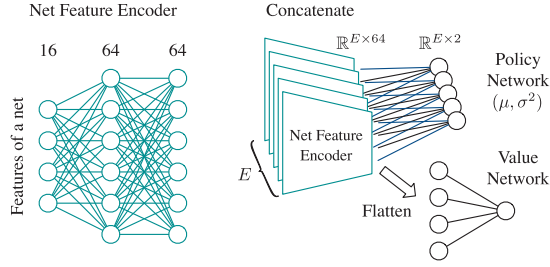 Net Feature Encoder
16 64 64
Features of a net
Concatenate
ℝ^{E×64} ℝ^{E×2}
Net Feature
Encoder
E
Flatten
Policy
Network
(μ, σ²)
Value
Network